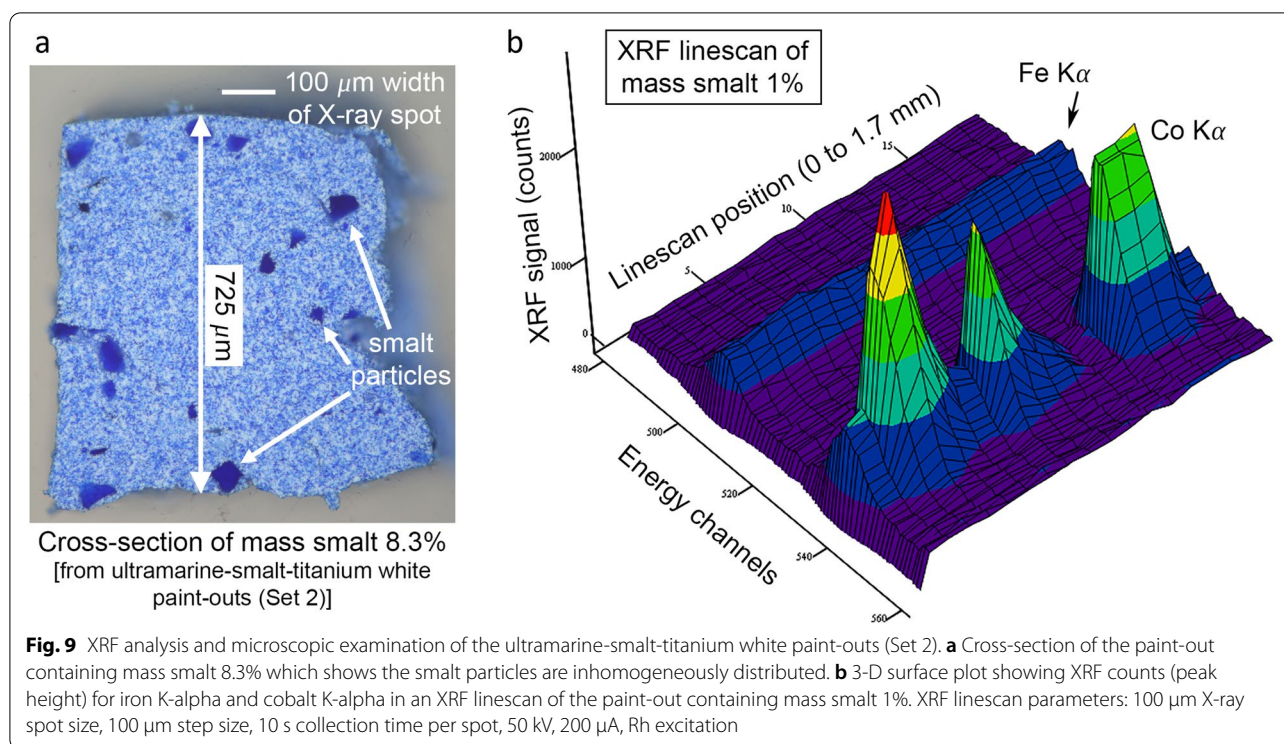 a
100 μm width
of X-ray spot
725 μm
smalt
particles
Cross-section of mass smalt 8.3%
[from ultramarine-smalt-titanium white
paint-outs (Set 2)]
b
XRF linescan of
mass smalt 1%
Fe Kα
Co Kα
XRF signal (counts)
2000
1000
0
Linescan position (0 to 1.7 mm)
5
10
15
Energy channels
480
500
520
540
560
Fig. 9 XRF analysis and microscopic examination of the ultramarine-smalt-titanium white paint-outs (Set 2). a Cross-section of the paint-out
containing mass smalt 8.3% which shows the smalt particles are inhomogeneously distributed. b 3-D surface plot showing XRF counts (peak
height) for iron K-alpha and cobalt K-alpha in an XRF linescan of the paint-out containing mass smalt 1%. XRF linescan parameters: 100 μm X-ray
spot size, 100 μm step size, 10 s collection time per spot, 50 kV, 200 μA, Rh excitation